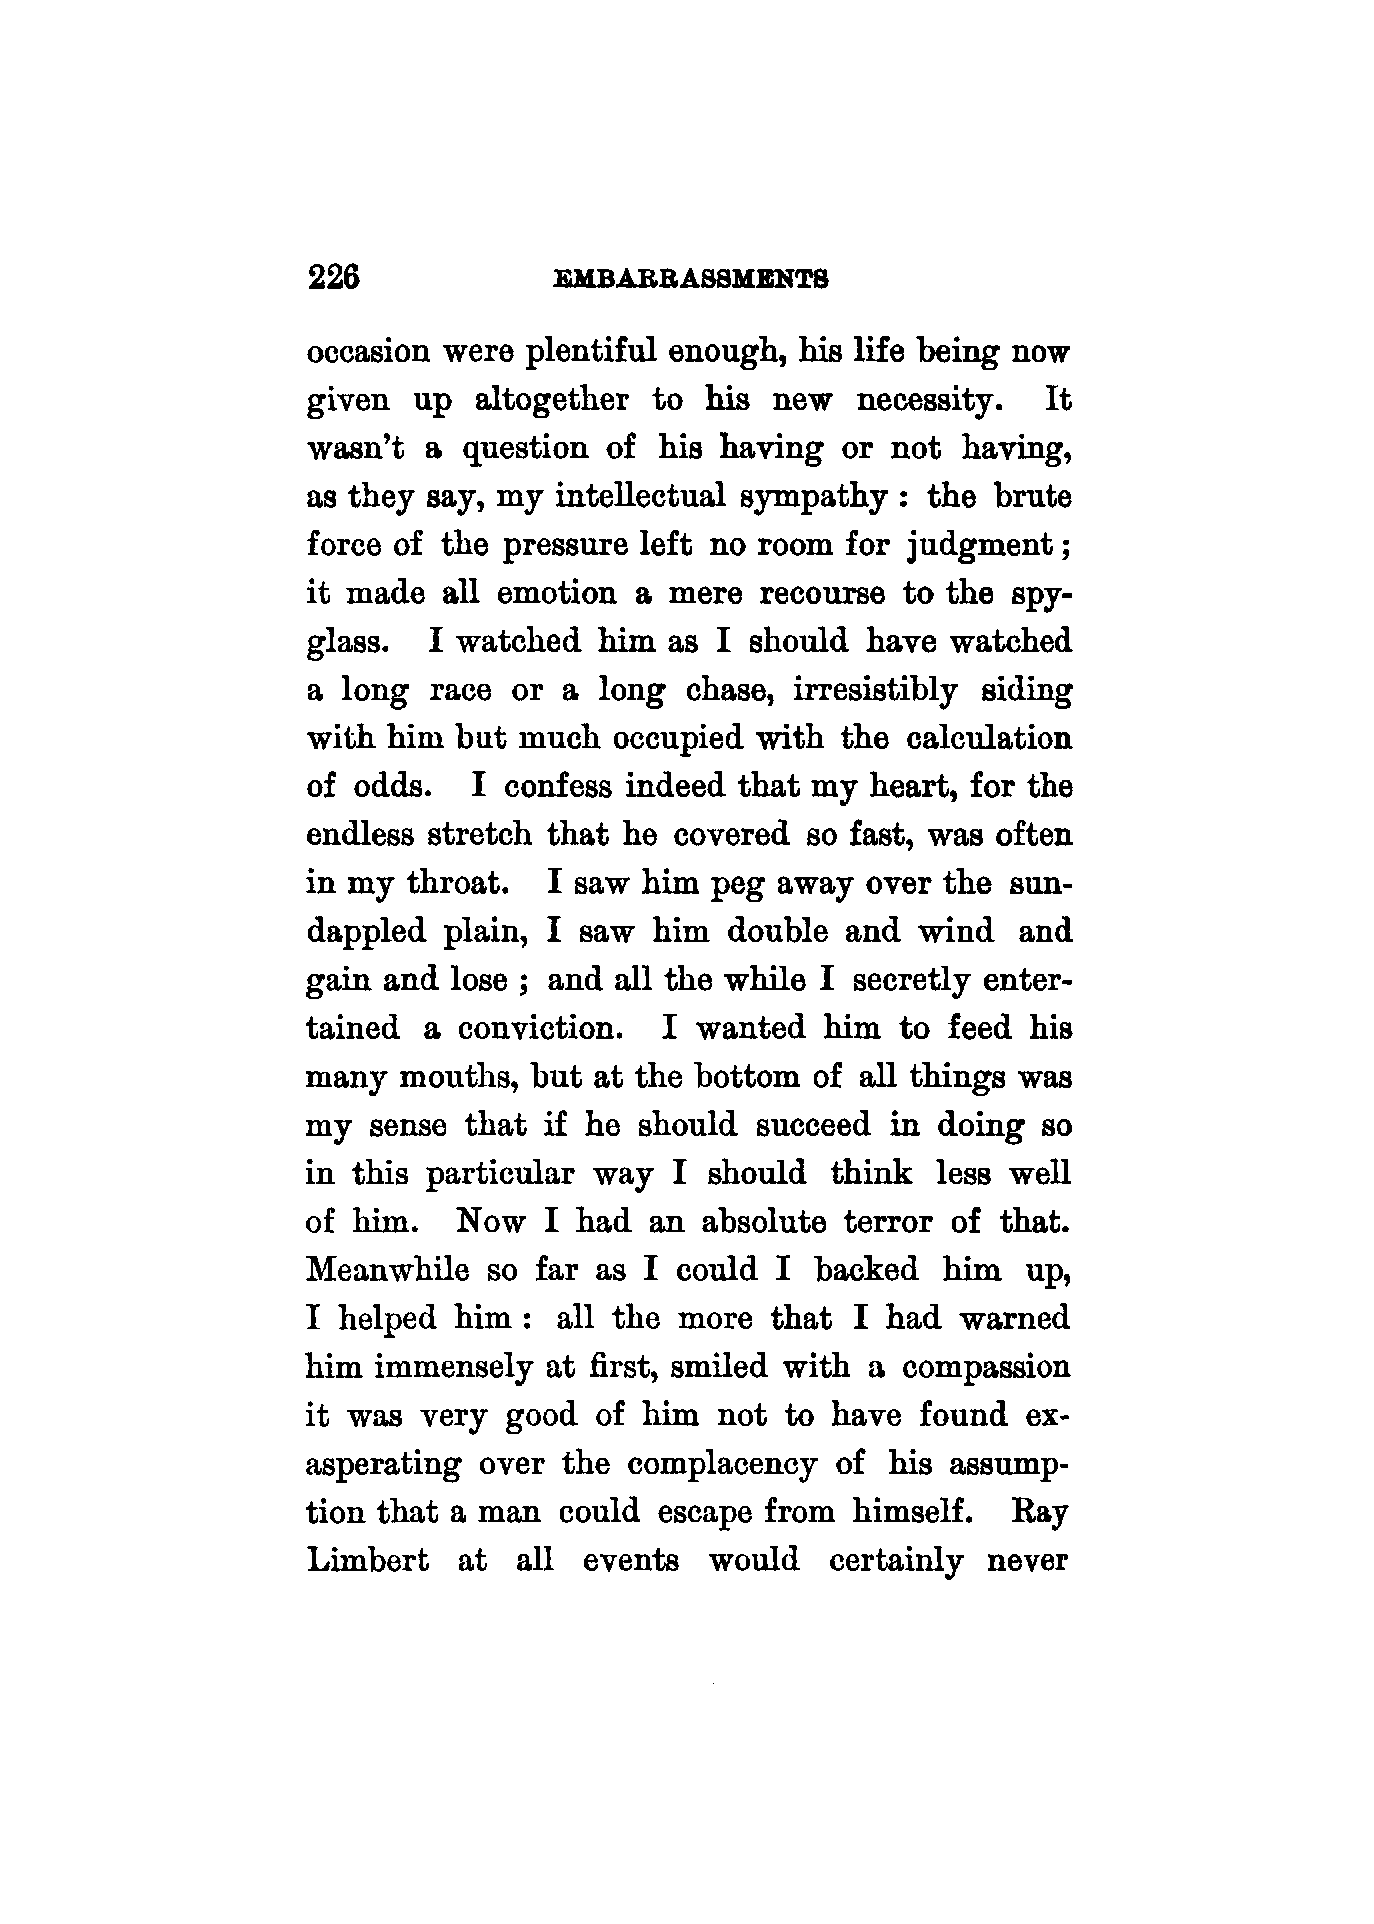 226 EMBARRASSMENTS
occasion were plentiful enough, his life being now
given up altogether to his new necessity. It
wasn't a question of his having or not having,
as they say, my intellectual sympathy : the brute
force of the pressure left no room for judgment ;
it made all emotion a mere recourse to the spy-
glass. I watched him as I should have watched
a long race or a long chase, irresistibly siding
with him but much occupied with the calculation
of odds. I confess indeed that my heart, for the
endless stretch that he covered so fast, was often
in my throat. I saw him peg away over the sun-
dappled plain, I saw him double and wind and
gain and lose ; and all the while I secretly enter-
tained a conviction. I wanted him to feed his
many mouths, but at the bottom of all things was
my sense that if he should succeed in doing so
in this particular way I should think less well
of him. Now I had an absolute terror of that.
Meanwhile so far as I could I backed him up,
I helped him : all the more that I had warned
him immensely at first, smiled with a compassion
it was very good of him not to have found ex-
asperating over the complacency of his assump-
tion that a man could escape from himself. Ray
Limbert at all events would certainly never